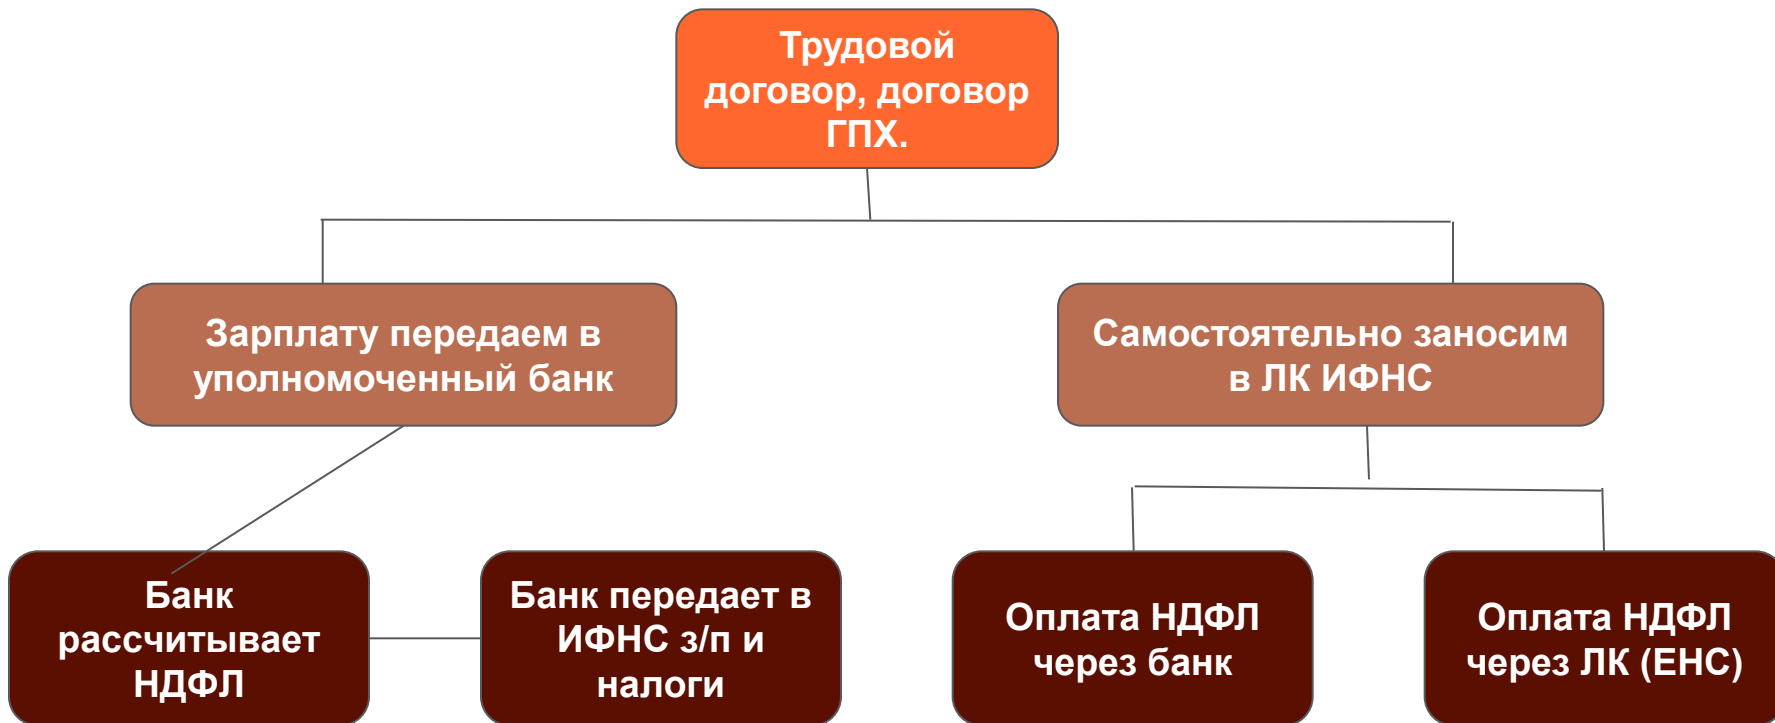 Трудовой
договор, договор
ГПХ.
Зарплату передаем в
уполномоченный банк
Самостоятельно заносим
в ЛК ИФНС
Банк
рассчитывает
НДФЛ
Банк передает в
ИФНС з/п и
налоги
Оплата НДФЛ
через банк
Оплата НДФЛ
через ЛК (ЕНС)